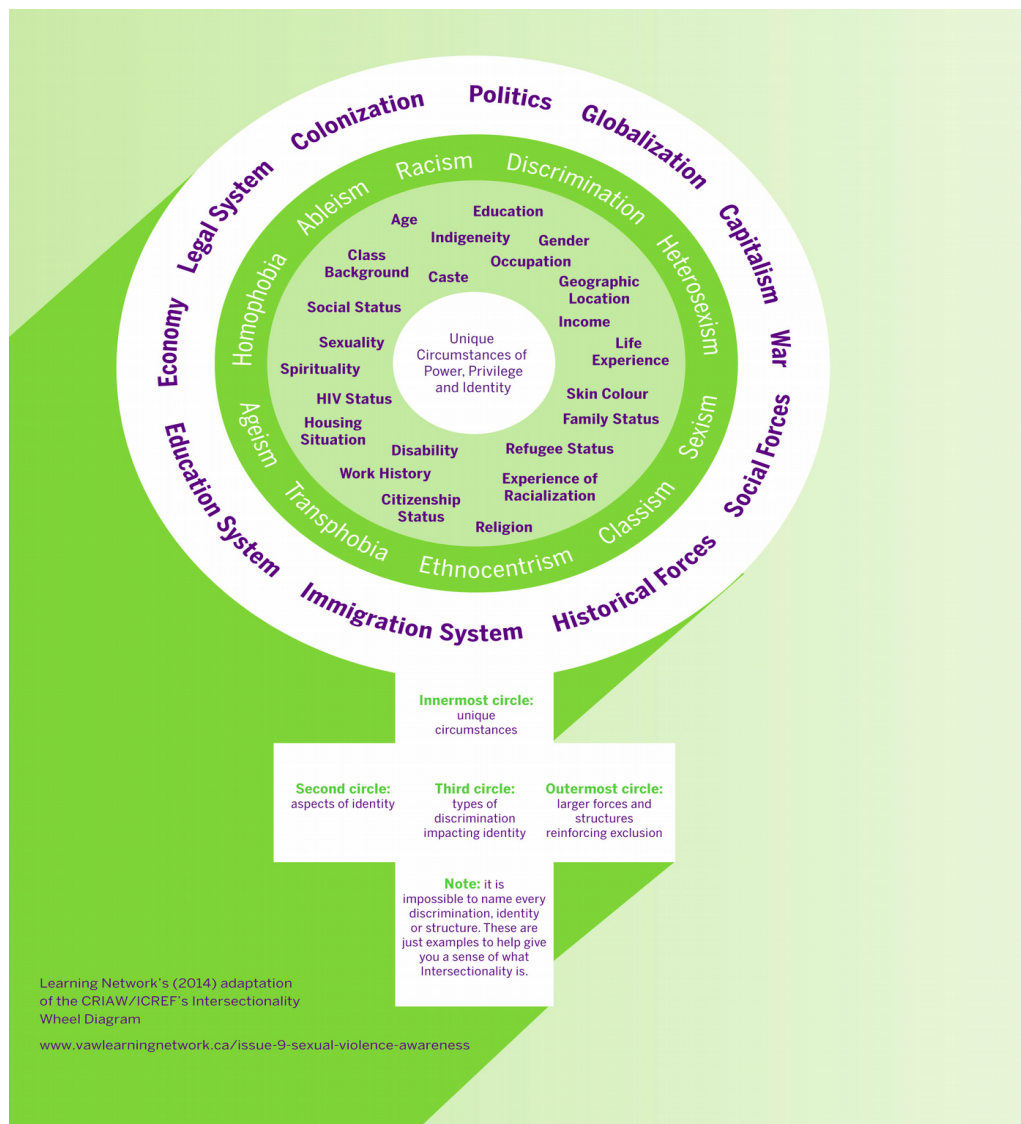 Politics
Globalization
Capitalism
War
Social Forces
Historical Forces
Immigration System
Education System
Economy
Legal System
Colonization
Racism
Discrimination
Heterosexism
Sexism
Classism
Ethnocentrism
Transphobia
Ageism
Homophobia
Ableism
Age
Education
Indigeneity
Gender
Class
Background
Occupation
Caste
Geographic
Location
Social Status
Income
Sexuality
Life
Experience
Spirituality
HIV Status
Skin Colour
Housing
Situation
Family Status
Disability
Refugee Status
Work History
Experience of
Racialization
Citizenship
Status
Religion
Unique
Circumstances of
Power, Privilege
and Identity
Innermost circle:
unique
circumstances
Second circle:
aspects of identity
Third circle:
types of
discrimination
impacting identity
Outermost circle:
larger forces and
structures
reinforcing exclusion
Note: it is
impossible to name every
discrimination, identity
or structure. These are
just examples to help give
you a sense of what
Intersectionality is.
Learning Network's (2014) adaptation
of the CRIAW/ICREF's Intersectionality
Wheel Diagram
www.vawlearningnetwork.ca/issue-9-sexual-violence-awareness